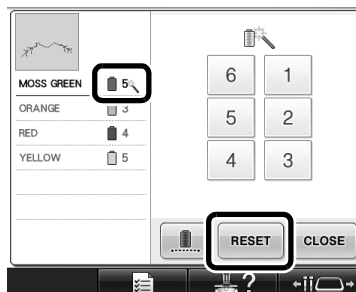 MOSS GREEN 5
ORANGE 3
RED 4
YELLOW 5
6 1
5 2
4 3
RESET CLOSE
?